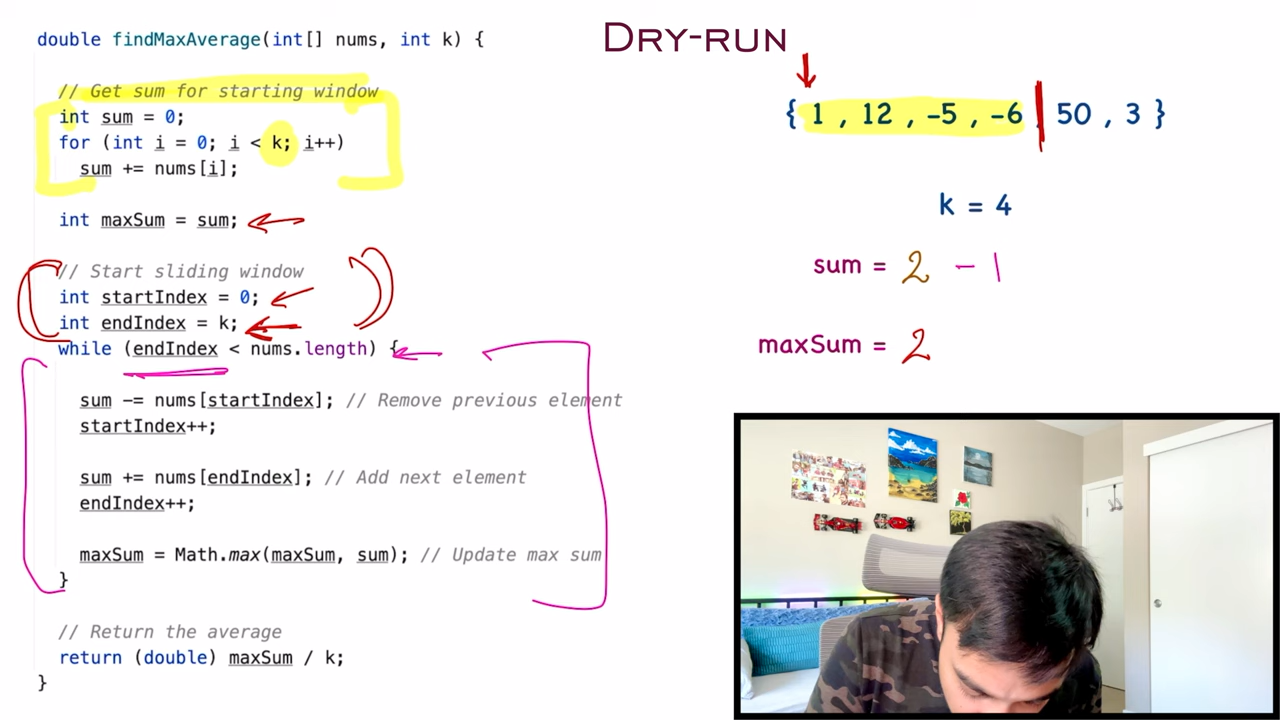 DRY-RUN
double findMaxAverage(int[] nums, int k) {
// Get sum for starting window
int sum = 0;
for (int i = 0; i < k; i++)
sum += nums[i];
int maxSum = sum;
// Start sliding window
int startIndex = 0;
int endIndex = k;
while (endIndex < nums.length) {
sum -= nums[startIndex]; // Remove previous element
startIndex++;
sum += nums[endIndex]; // Add next element
endIndex++;
maxSum = Math.max(maxSum, sum); // Update max sum
}
// Return the average
return (double) maxSum / k;
}
{ 1 , 12 , -5 , -6 , 50 , 3 }
k = 4
sum = 2 - 1
maxSum = 2